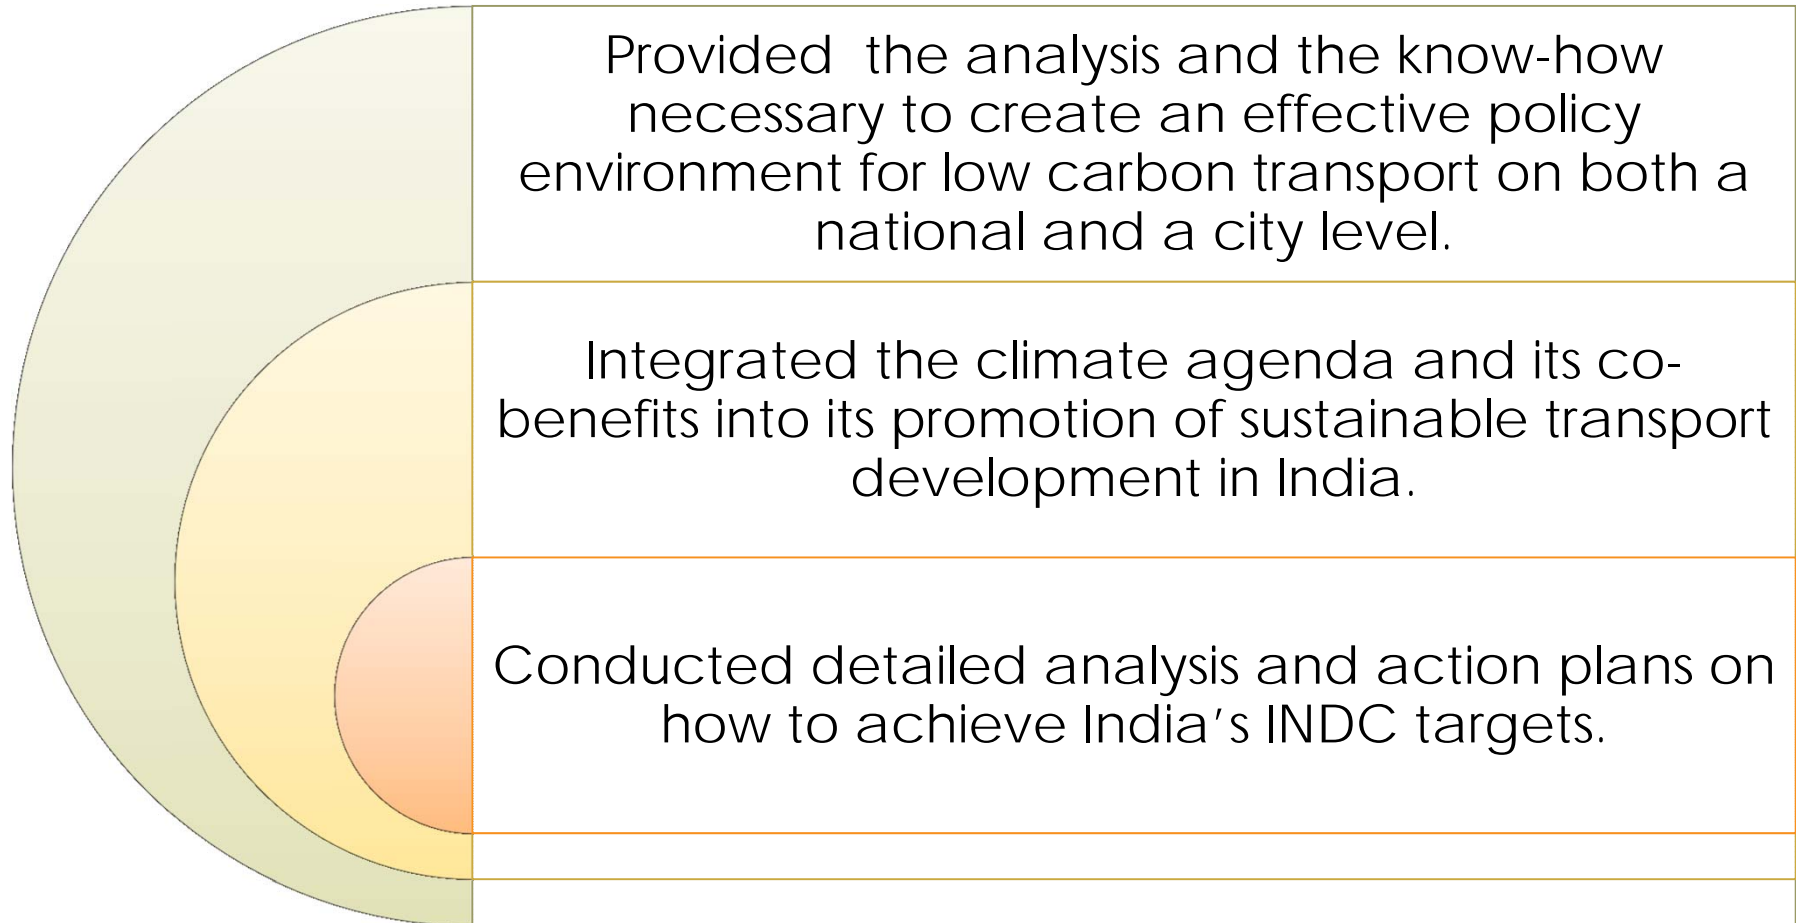 Provided  the analysis and the know-how
necessary to create an effective policy
environment for low carbon transport on both a
national and a city level.
Integrated the climate agenda and its co-
benefits into its promotion of sustainable transport
development in India.
Conducted detailed analysis and action plans on
how to achieve India’s INDC targets.